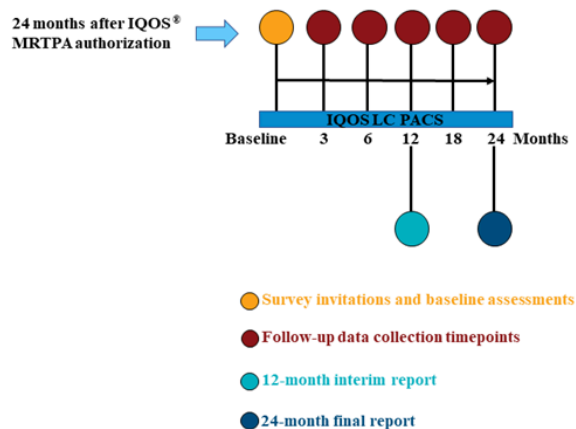 24 months after IQOS®
MRTPA authorization
IQOS LC PACS
Baseline 3 6 12 18 24 Months
Survey invitations and baseline assessments
Follow-up data collection timepoints
12-month interim report
24-month final report